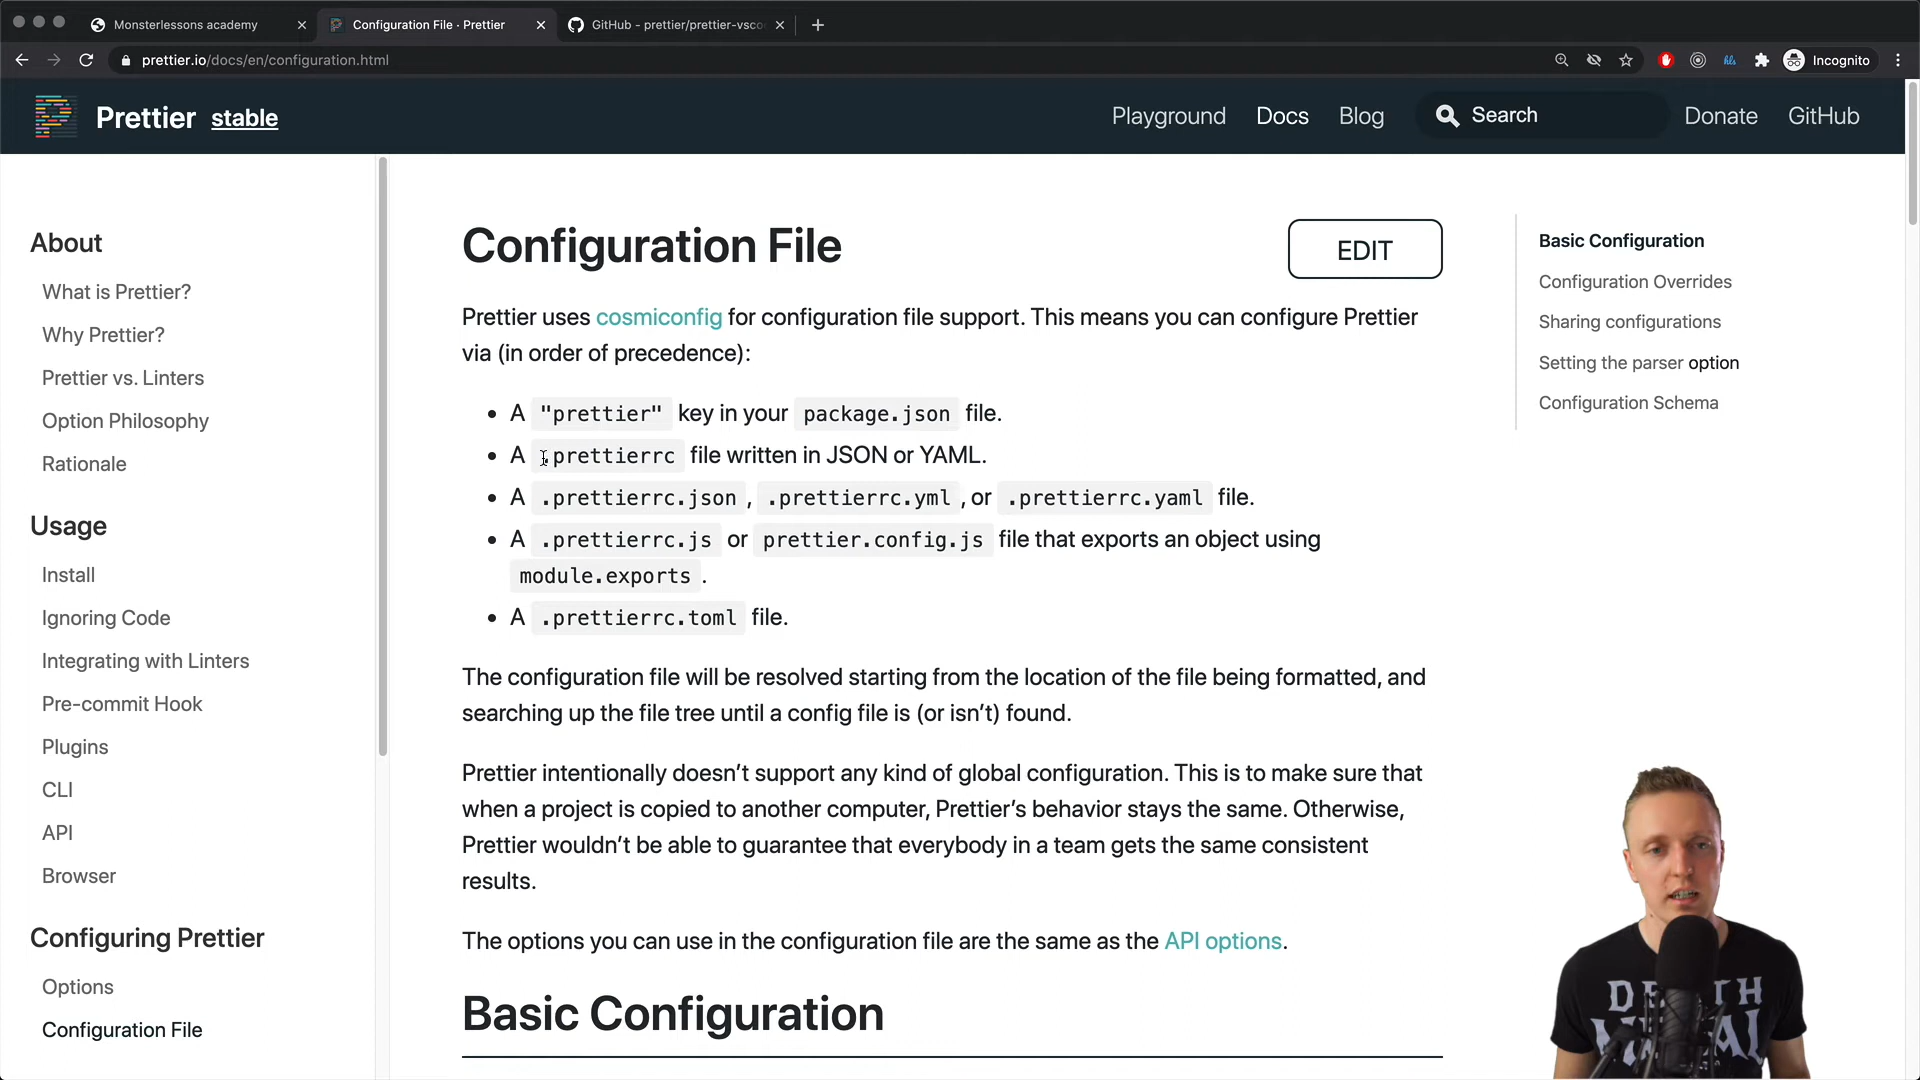 Monsterlessons academy
Configuration File · Prettier
GitHub - prettier/prettier-vsco
prettier.io/docs/en/configuration.html
Incognito
Prettier stable
Playground
Docs
Blog
Search
Donate
GitHub
About
What is Prettier?
Why Prettier?
Prettier vs. Linters
Option Philosophy
Rationale
Usage
Install
Ignoring Code
Integrating with Linters
Pre-commit Hook
Plugins
CLI
API
Browser
Configuring Prettier
Options
Configuration File
Configuration File
EDIT
Prettier uses cosmiconfig for configuration file support. This means you can configure Prettier
via (in order of precedence):
• A "prettier" key in your package.json file.
• A .prettierrc file written in JSON or YAML.
• A .prettierrc.json , .prettierrc.yml , or .prettierrc.yaml file.
• A .prettierrc.js or prettier.config.js file that exports an object using
module.exports .
• A .prettierrc.toml file.
The configuration file will be resolved starting from the location of the file being formatted, and
searching up the file tree until a config file is (or isn’t) found.
Prettier intentionally doesn’t support any kind of global configuration. This is to make sure that
when a project is copied to another computer, Prettier’s behavior stays the same. Otherwise,
Prettier wouldn’t be able to guarantee that everybody in a team gets the same consistent
results.
The options you can use in the configuration file are the same as the API options.
Basic Configuration
Basic Configuration
Configuration Overrides
Sharing configurations
Setting the parser option
Configuration Schema